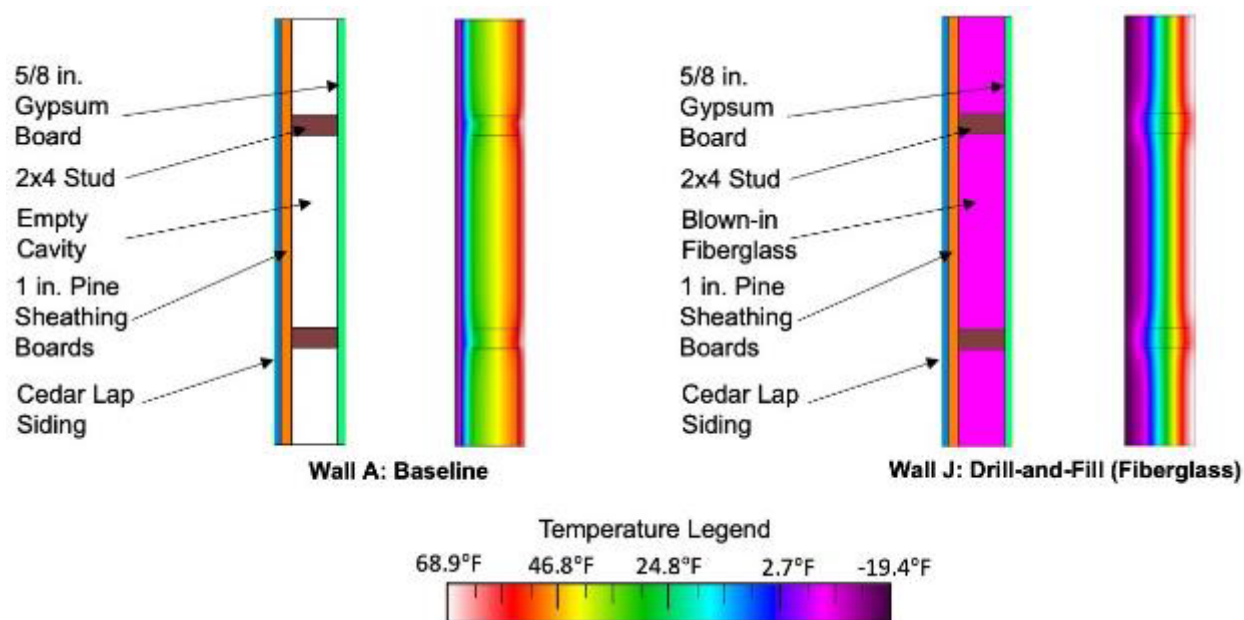 5/8 in.
Gypsum
Board
2x4 Stud
Empty
Cavity
1 in. Pine
Sheathing
Boards
Cedar Lap
Siding
Wall A: Baseline
5/8 in.
Gypsum
Board
2x4 Stud
Blown-in
Fiberglass
1 in. Pine
Sheathing
Boards
Cedar Lap
Siding
Wall J: Drill-and-Fill (Fiberglass)
Temperature Legend
68.9°F 46.8°F 24.8°F 2.7°F -19.4°F